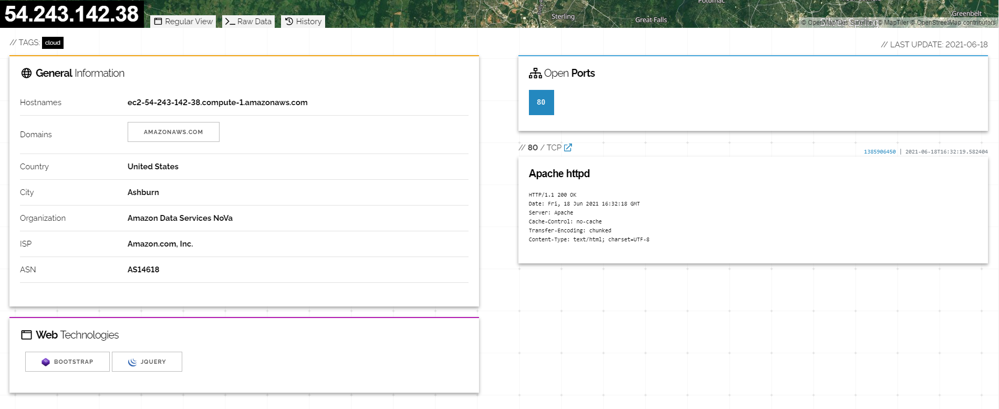 54.243.142.38
Regular View
Raw Data
History
Potomac
Sterling
Great Falls
Greenbelt
Silver Spring
© OpenMapTiles Satellite | © MapTiler © OpenStreetMap contributors
// TAGS: cloud
// LAST UPDATE: 2021-06-18
General Information
Hostnames ec2-54-243-142-38.compute-1.amazonaws.com
Domains AMAZONAWS.COM
Country United States
City Ashburn
Organization Amazon Data Services NoVa
ISP Amazon.com, Inc.
ASN AS14618
Web Technologies
BOOTSTRAP
JQUERY
Open Ports
80
// 80 / TCP
1385906450 | 2021-06-18T16:32:19.582404
Apache httpd
HTTP/1.1 200 OK
Date: Fri, 18 Jun 2021 16:32:18 GMT
Server: Apache
Cache-Control: no-cache
Transfer-Encoding: chunked
Content-Type: text/html; charset=UTF-8